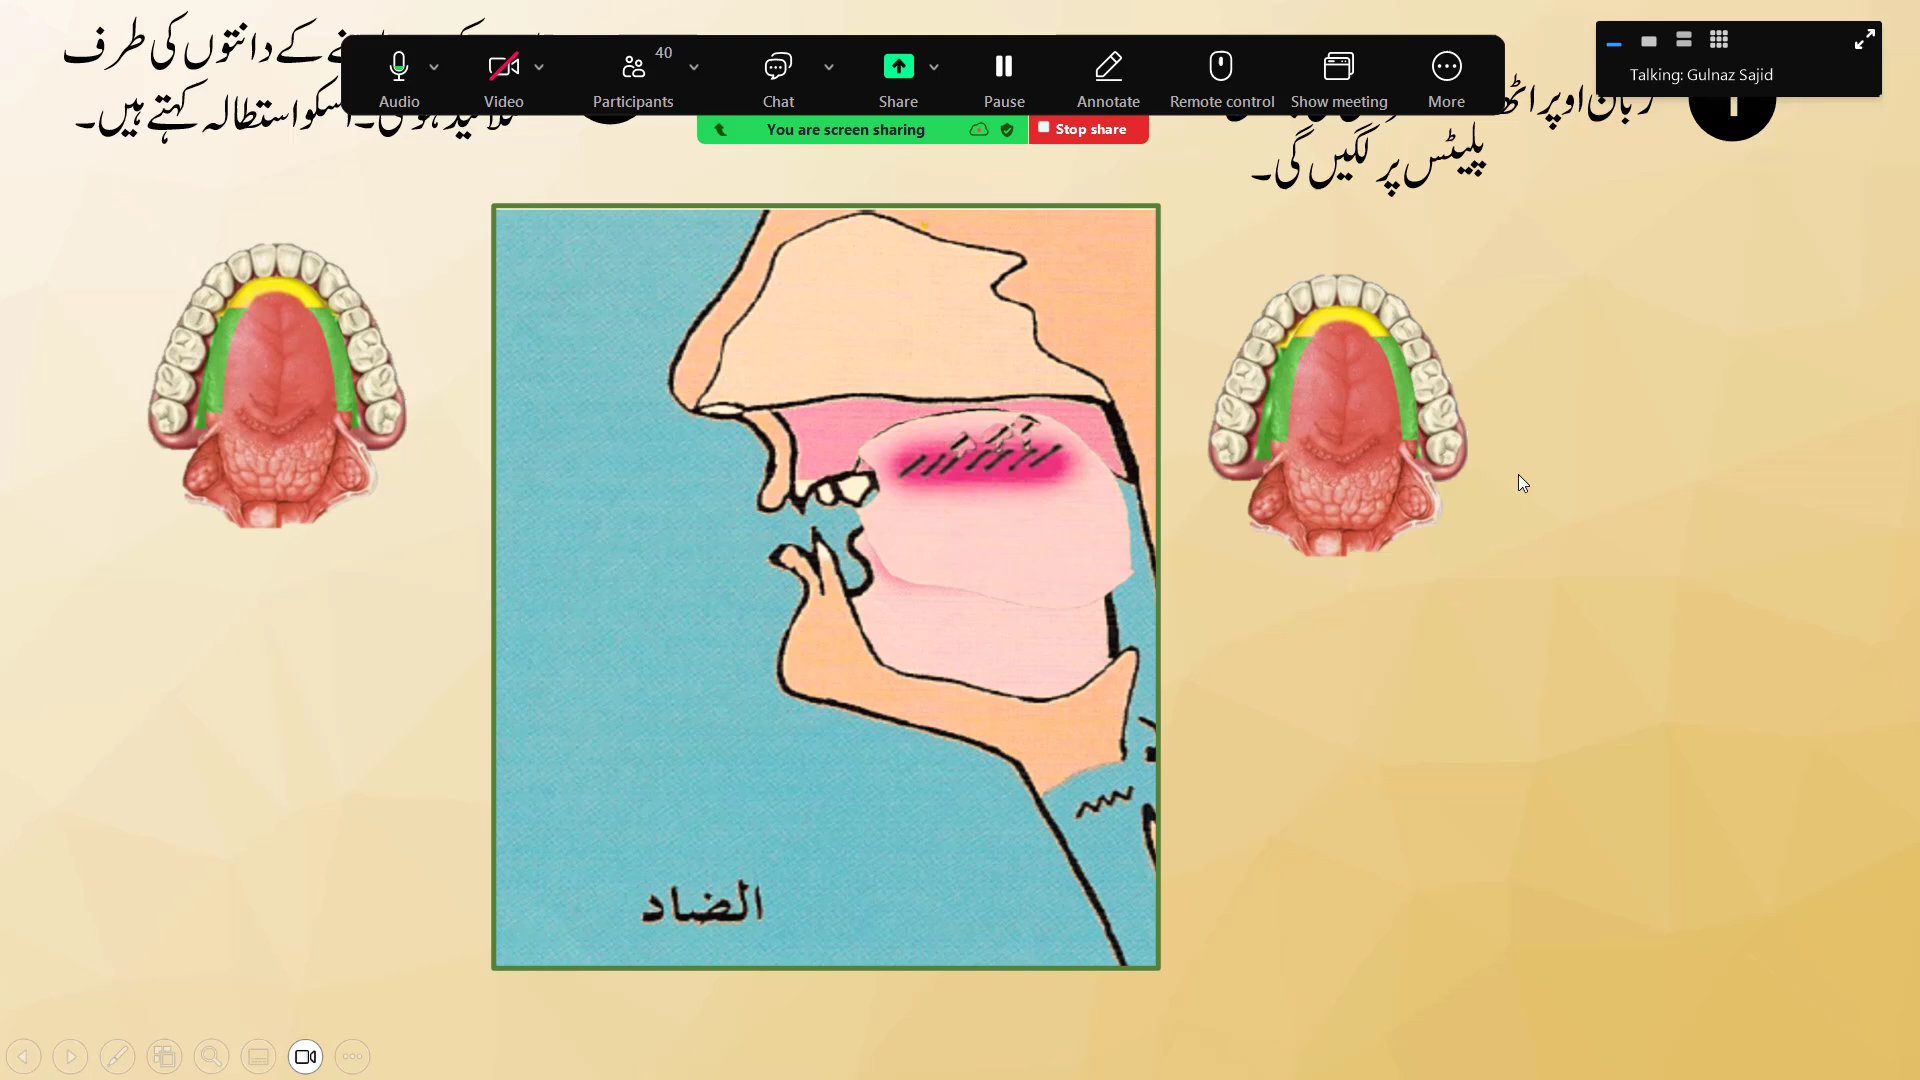 40
Audio
Video
Participants
Chat
Share
Pause
Annotate
Remote control
Show meeting
More
Talking: Gulnaz Sajid
You are screen sharing
Stop share
زبان اوپر
پلیٹس پر لگیں گی۔
کے دانتوں کی طرف
اسکو استطالہ کہتے ہیں۔
الضاد